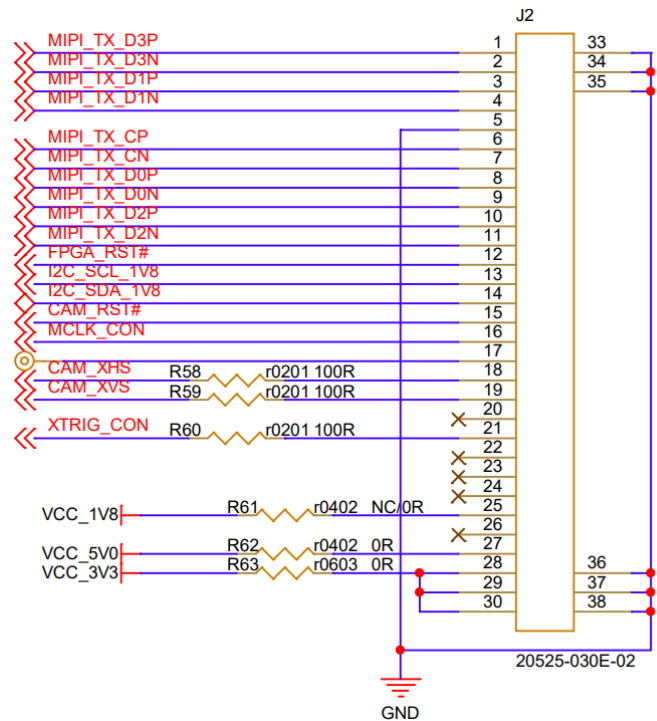 J2
MIPI_TX_D3P 1 33
MIPI_TX_D3N 2 34
MIPI_TX_D1P 3 35
MIPI_TX_D1N 4
5
MIPI_TX_CP 6
MIPI_TX_CN 7
MIPI_TX_D0P 8
MIPI_TX_D0N 9
MIPI_TX_D2P 10
MIPI_TX_D2N 11
FPGA_RST# 12
I2C_SCL_1V8 13
I2C_SDA_1V8 14
CAM_RST# 15
MCLK_CON 16
17
CAM_XHS R58 r0201 100R 18
CAM_XVS R59 r0201 100R 19
20
XTRIG_CON R60 r0201 100R 21
22
23
24
VCC_1V8 R61 r0402 NC/0R 25
26
VCC_5V0 R62 r0402 0R 27
VCC_3V3 R63 r0603 0R 28 36
29 37
30 38
20525-030E-02
GND